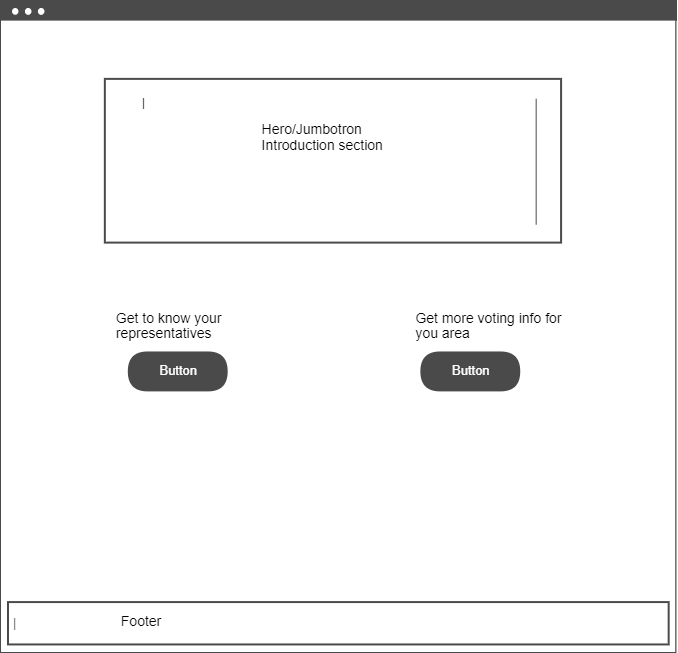 Hero/Jumbotron
Introduction section
Get to know your
representatives
Button
Get more voting info for
you area
Button
Footer